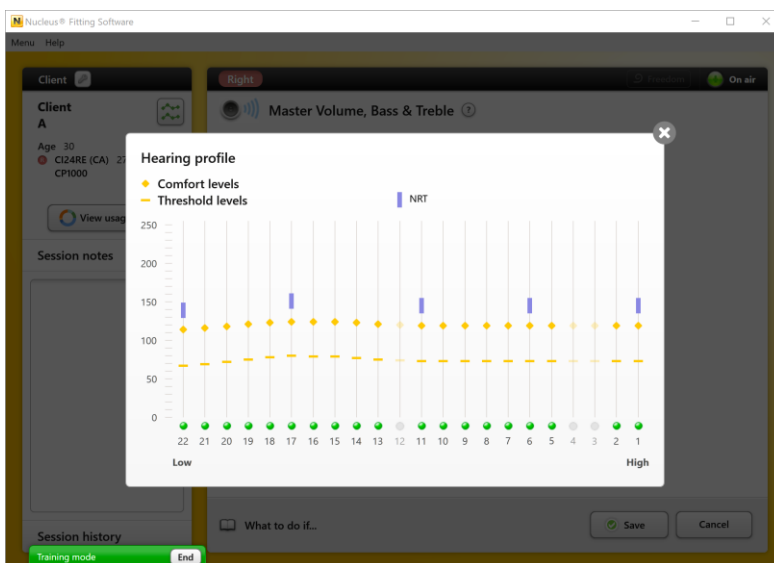 Nucleus® Fitting Software
Menu Help
Client
Right
Premium
On air
Client
A
Master Volume, Bass & Treble
Age 30
CI24RE (CA) 27
CP1000
View usag
Session notes
Hearing profile
Comfort levels
Threshold levels
NRT
250
200
150
100
50
0
22 21 20 19 18 17 16 15 14 13 12 11 10 9 8 7 6 5 4 3 2 1
Low High
What to do if...
Save
Cancel
Session history
Training mode
End